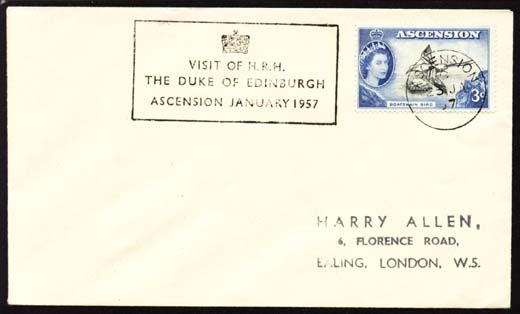 VISIT OF H.R.H.
THE DUKE OF EDINBURGH
ASCENSION JANUARY 1957
ASCENSION
BOATSWAIN BIRD
3d
ASCENSION
HARRY ALLEN,
6, FLORENCE ROAD,
EALING, LONDON, W.5.